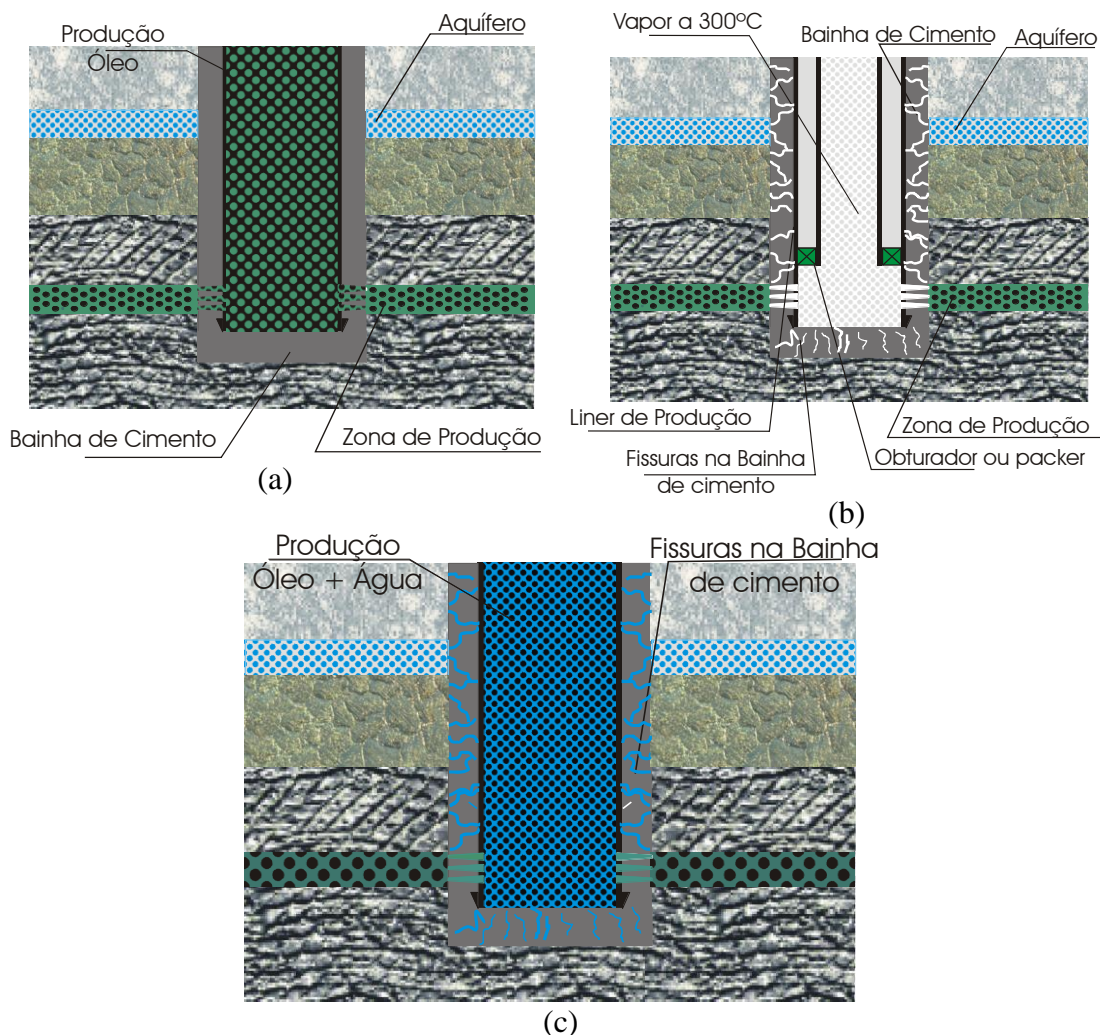 Produção
Óleo
Aquífero
Bainha de Cimento
Zona de Produção
(a)
Vapor a 300ºC
Bainha de Cimento
Aquífero
Liner de Produção
Fissuras na Bainha
de cimento
Zona de Produção
Obturador ou packer
(b)
Produção
Óleo + Água
Fissuras na Bainha
de cimento
(c)